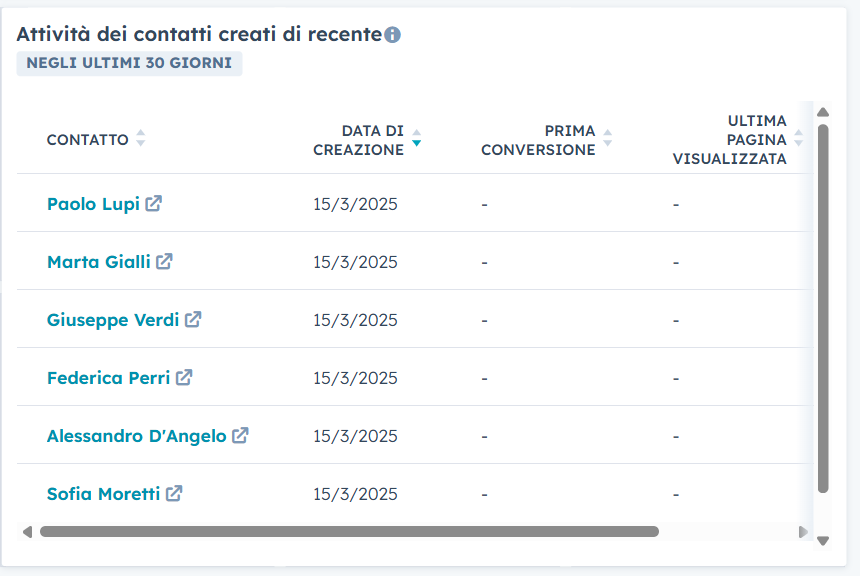 Attività dei contatti creati di recente
NEGLI ULTIMI 30 GIORNI
CONTATTO
DATA DI
CREAZIONE
PRIMA
CONVERSIONE
ULTIMA
PAGINA
VISUALIZZATA
Paolo Lupi 15/3/2025 - -
Marta Gialli 15/3/2025 - -
Giuseppe Verdi 15/3/2025 - -
Federica Perri 15/3/2025 - -
Alessandro D'Angelo 15/3/2025 - -
Sofia Moretti 15/3/2025 - -